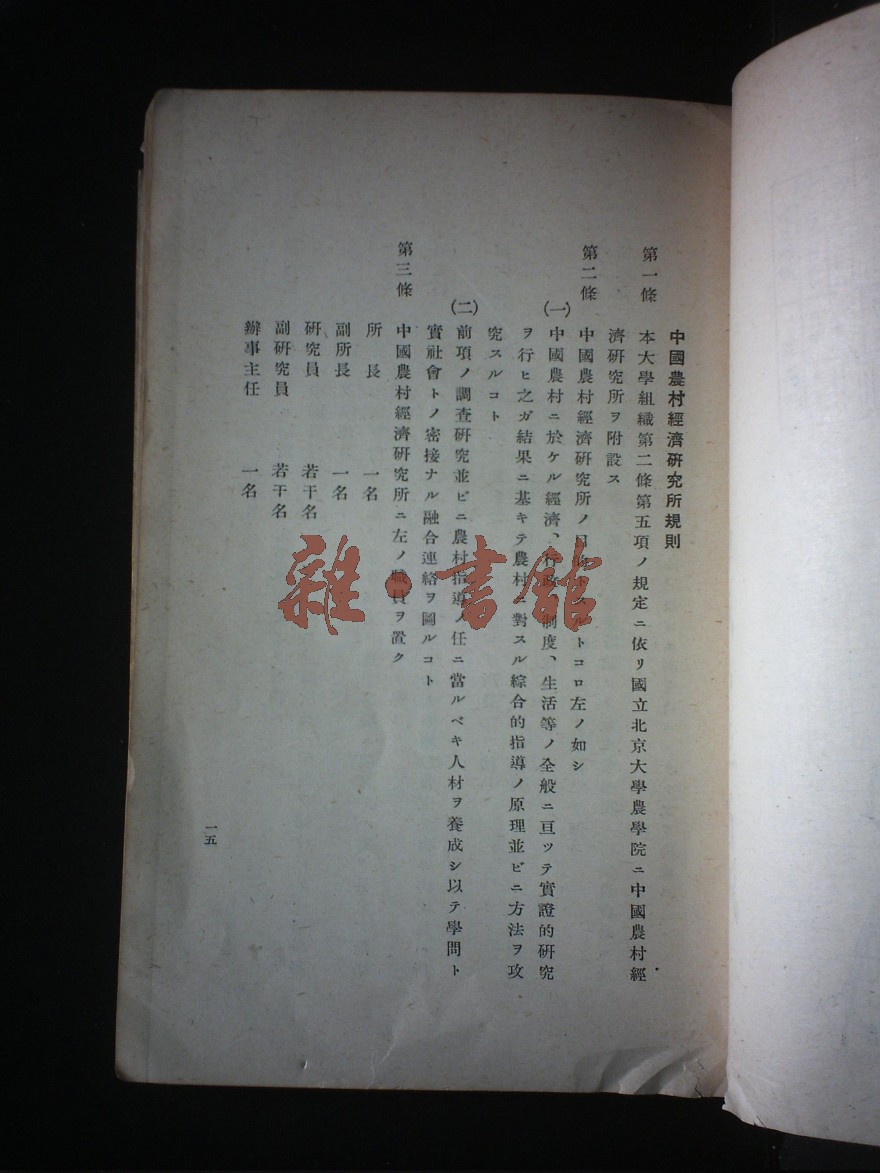 中國農村經濟硏究所規則
第一條 本大學組織第二條第五項ノ規定ニ依リ國立北京大學農學院ニ中國農村經
濟硏究所ヲ附設ス
第二條 中國農村經濟硏究所ノ目的トスルトコロ左ノ如シ
(一) 中國農村ニ於ケル經濟、行政、制度、生活等ノ全般ニ亘ツテ實證的硏究
ヲ行ヒ之ガ結果ニ基キテ農村ニ對スル綜合的指導ノ原理並ビニ方法ヲ攻
究スルコト
(二) 前項ノ調查硏究並ビニ農村指導ノ任ニ當ルベキ人材ヲ養成シ以テ學問ト
實社會トノ密接ナル融合連絡ヲ圖ルコト
第三條 中國農村經濟硏究所ニ左ノ職員ヲ置ク
所長 一名
副所長 一名
硏究員 若干名
副硏究員 若干名
辦事主任 一名
一五
雜·書館